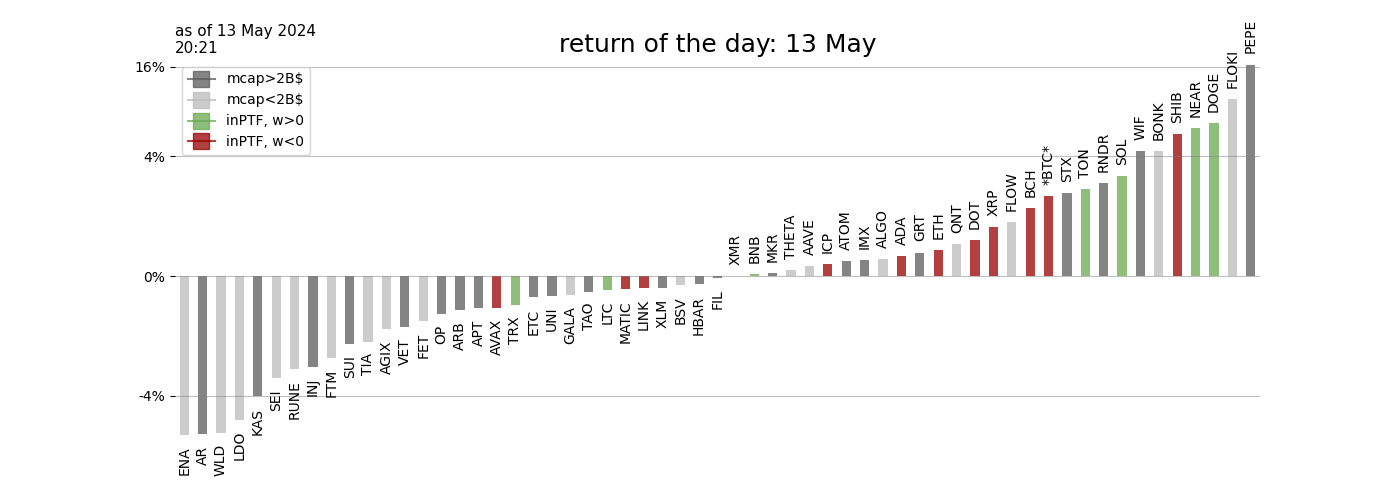 as of 13 May 2024
20:21
return of the day: 13 May
16%
4%
0%
-4%
mcap>2B$
mcap<2B$
inPTF, w>0
inPTF, w<0
ENA
AR
WLD
LDO
KAS
SEI
RUNE
INJ
FTM
SUI
TIA
AGIX
VET
FET
OP
ARB
APT
AVAX
TRX
ETC
UNI
GALA
TAO
LTC
MATIC
LINK
XLM
BSV
HBAR
FIL
XMR
BNB
MKR
THETA
AAVE
ICP
ATOM
IMX
ALGO
ADA
GRT
ETH
QNT
DOT
XRP
FLOW
BCH
*BTC*
STX
TON
RNDR
SOL
WIF
BONK
SHIB
NEAR
DOGE
FLOKI
PEPE